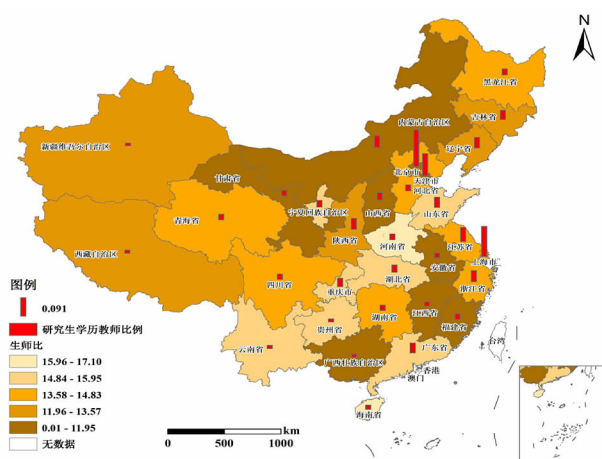 N
黑龙江省
吉林省
内蒙古自治区
辽宁省
新疆维吾尔自治区
北京市
天津市
河北省
甘肃省
宁夏回族自治区
山西省
山东省
青海省
陕西省
河南省
江苏省
西藏自治区
上海市
安徽省
湖北省
浙江省
四川省
重庆市
湖南省
江西省
贵州省
福建省
云南省
台湾
广西壮族自治区
广东省
香港
澳门
海南省
图例
0.091
研究生学历教师比例
生师比
15.96 - 17.10
14.84 - 15.95
13.58 - 14.83
11.96 - 13.57
0.01 - 11.95
无数据
km
0 500 1000